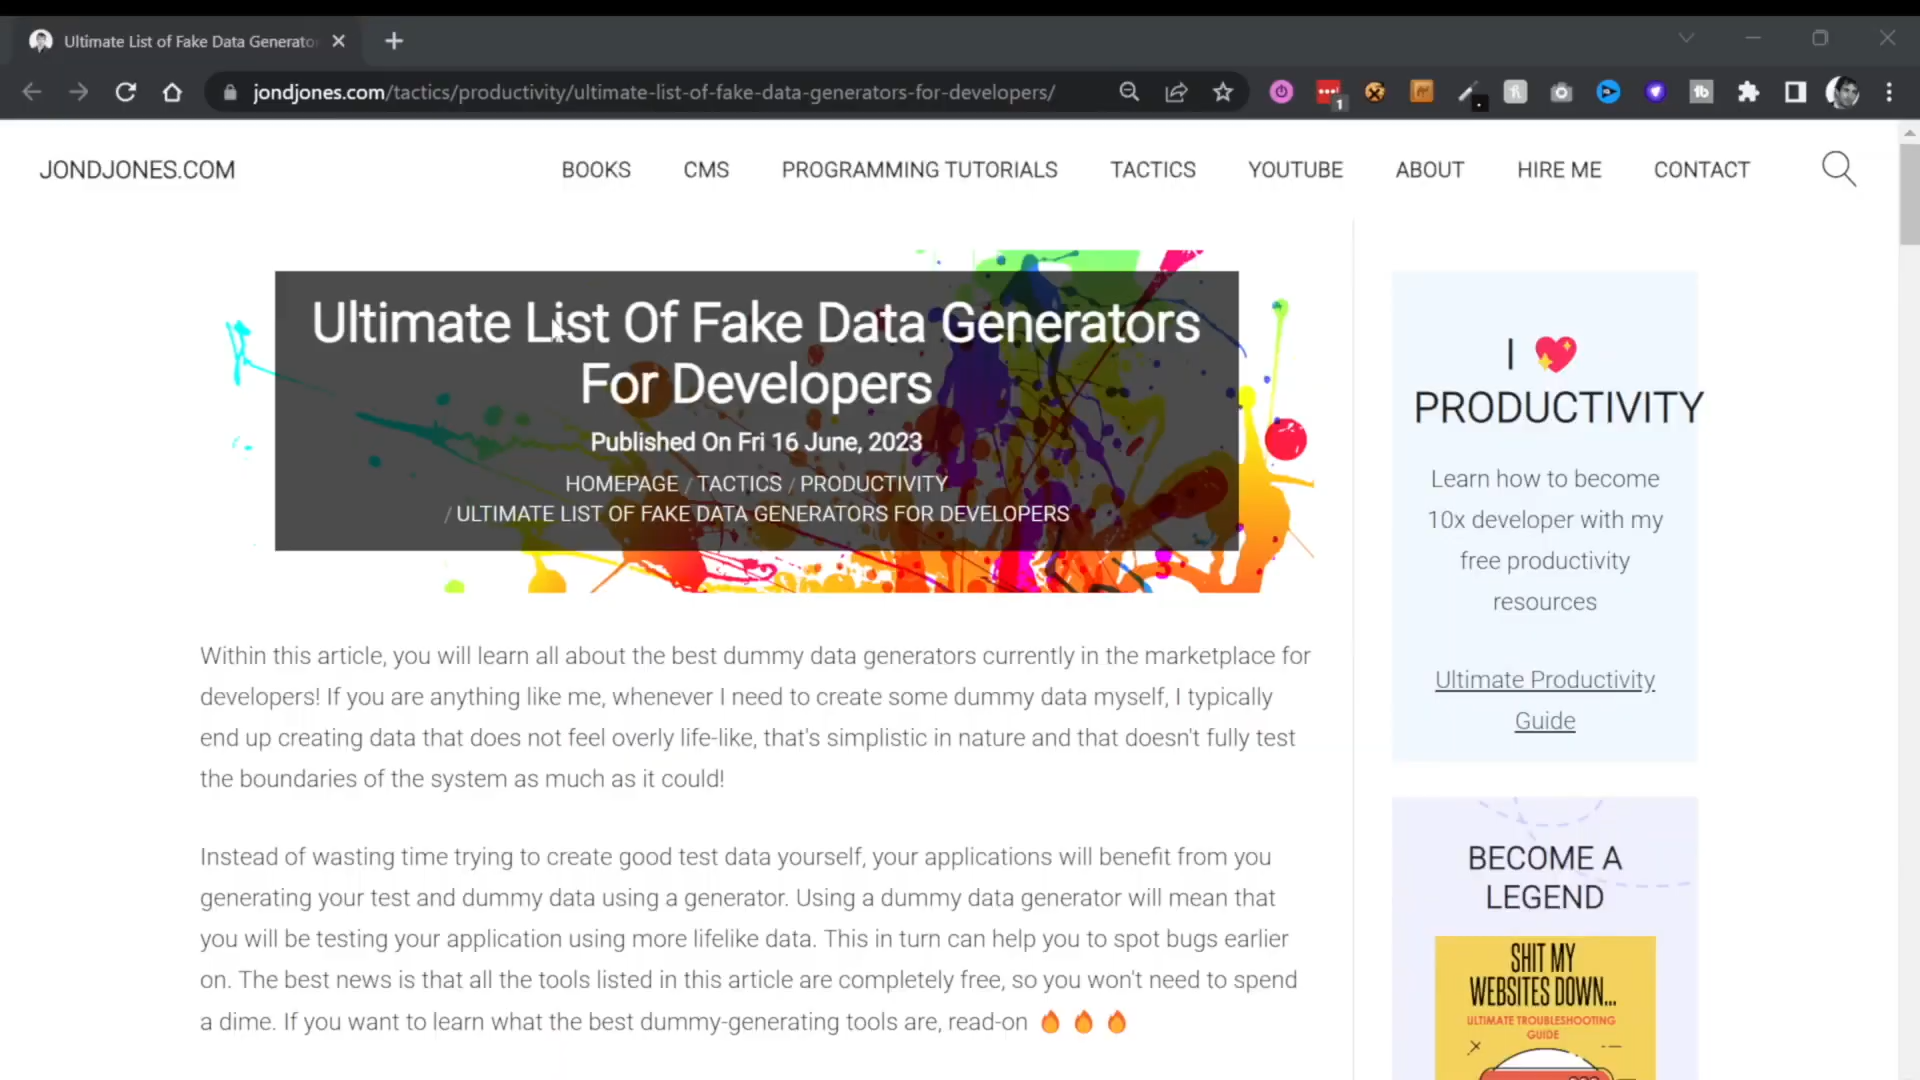 Ultimate List of Fake Data Generato
jondjones.com/tactics/productivity/ultimate-list-of-fake-data-generators-for-developers/
1
tb
JONDJONES.COM
BOOKS
CMS
PROGRAMMING TUTORIALS
TACTICS
YOUTUBE
ABOUT
HIRE ME
CONTACT
Ultimate List Of Fake Data Generators
For Developers
Published On Fri 16 June, 2023
HOMEPAGE / TACTICS / PRODUCTIVITY
/ ULTIMATE LIST OF FAKE DATA GENERATORS FOR DEVELOPERS
Within this article, you will learn all about the best dummy data generators currently in the marketplace for
developers! If you are anything like me, whenever I need to create some dummy data myself, I typically
end up creating data that does not feel overly life-like, that's simplistic in nature and that doesn't fully test
the boundaries of the system as much as it could!
Instead of wasting time trying to create good test data yourself, your applications will benefit from you
generating your test and dummy data using a generator. Using a dummy data generator will mean that
you will be testing your application using more lifelike data. This in turn can help you to spot bugs earlier
on. The best news is that all the tools listed in this article are completely free, so you won't need to spend
a dime. If you want to learn what the best dummy-generating tools are, read-on 🔥 🔥 🔥
I 💖
PRODUCTIVITY
Learn how to become
10x developer with my
free productivity
resources
Ultimate Productivity
Guide
BECOME A
LEGEND
SHIT MY
WEBSITES DOWN...
ULTIMATE TROUBLESHOOTING
GUIDE